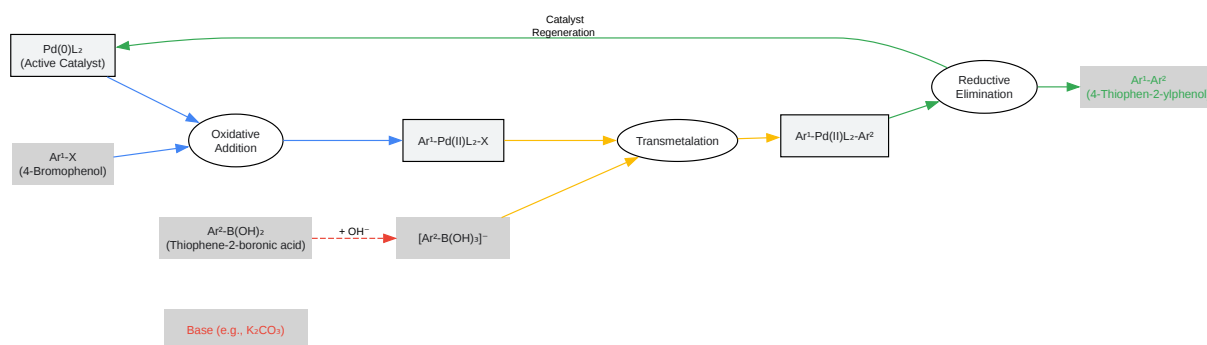 Catalyst
Regeneration
Pd(0)L₂
(Active Catalyst)
Reductive
Elimination
Ar¹-Ar²
(4-Thiophen-2-ylphenol
Oxidative
Addition
Ar¹-Pd(II)L₂-X
Transmetalation
Ar¹-Pd(II)L₂-Ar²
Ar¹-X
(4-Bromophenol)
Ar²-B(OH)₂
(Thiophene-2-boronic acid)
+ OH⁻
[Ar²-B(OH)₃]⁻
Base (e.g., K₂CO₃)